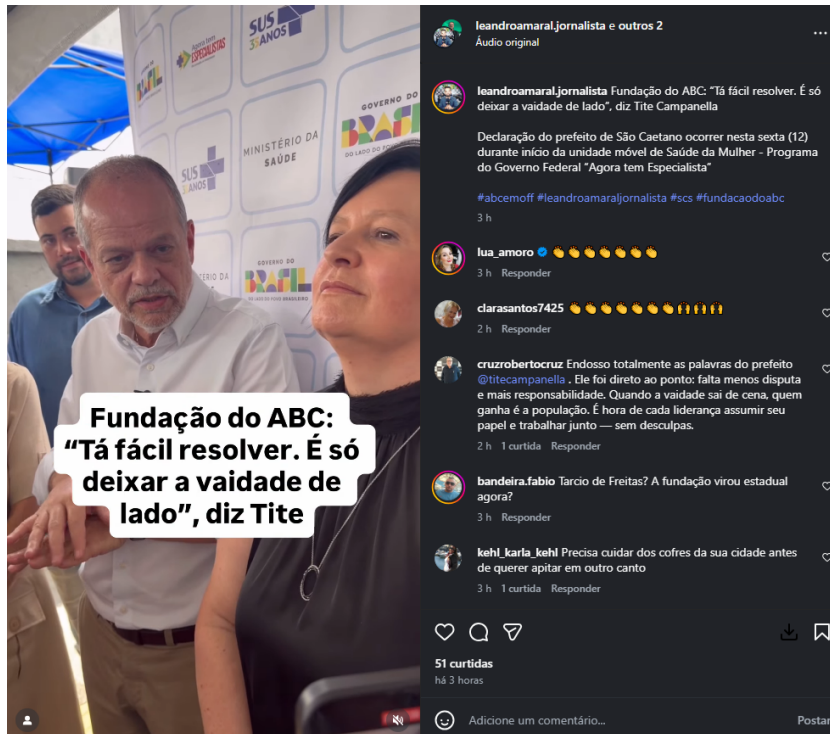 SUS
35 ANOS
Agora tem
ESPECIALISTAS
BRASIL
GOVERNO DO
BRASIL
DO LADO DO POVO BRASILEIRO
MINISTÉRIO DA
SAÚDE
SUS
35 ANOS
GOVERNO DO
BRASIL
DO LADO DO POVO BRASILEIRO
Fundação do ABC:
“Tá fácil resolver. É só
deixar a vaidade de
lado”, diz Tite
leandroamaral.jornalista e outros 2
Áudio original
leandroamaral.jornalista Fundação do ABC: “Tá fácil resolver. É só
deixar a vaidade de lado”, diz Tite Campanella
Declaração do prefeito de São Caetano ocorrer nesta sexta (12)
durante início da unidade móvel de Saúde da Mulher - Programa
do Governo Federal “Agora tem Especialista”
#abcemoff #leandroamaraljornalista #scs #fundacaodoabc
3 h
lua_amoro 👏👏👏👏👏👏👏
3 h Responder
clarasantos7425 👏👏👏👏👏👏👏🙌🙌🙌
2 h Responder
cruzrobertocruz Endosso totalmente as palavras do prefeito
@titecampanella . Ele foi direto ao ponto: falta menos disputa
e mais responsabilidade. Quando a vaidade sai de cena, quem
ganha é a população. É hora de cada liderança assumir seu
papel e trabalhar junto — sem desculpas.
2 h 1 curtida Responder
bandeira.fabio Tarcio de Freitas? A fundação virou estadual
agora?
3 h Responder
kehl_karla_kehl Precisa cuidar dos cofres da sua cidade antes
de querer apitar em outro canto
3 h 1 curtida Responder
51 curtidas
há 3 horas
Adicione um comentário...
Postar